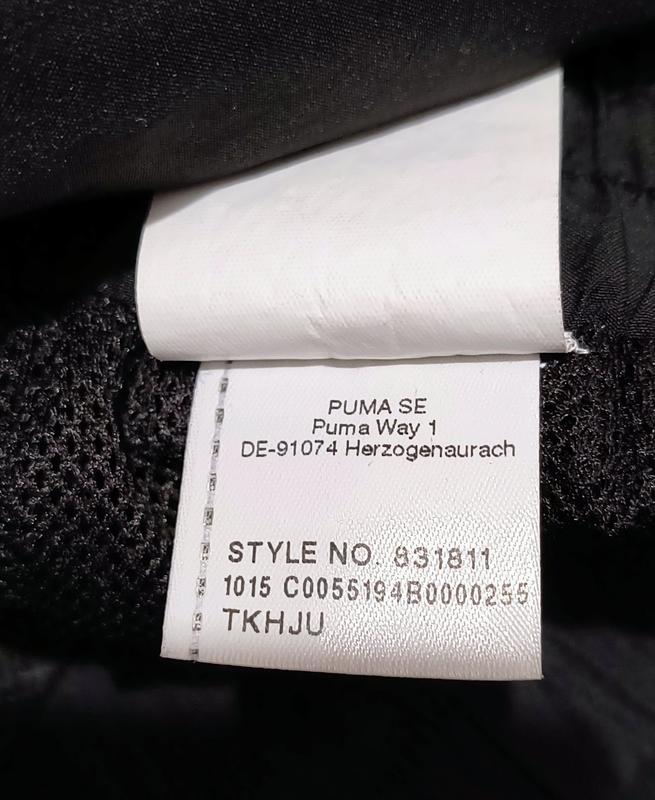 PUMA SE
Puma Way 1
DE-91074 Herzogenaurach
STYLE NO. 831811
1015 C0055194B0000255
TKHJU